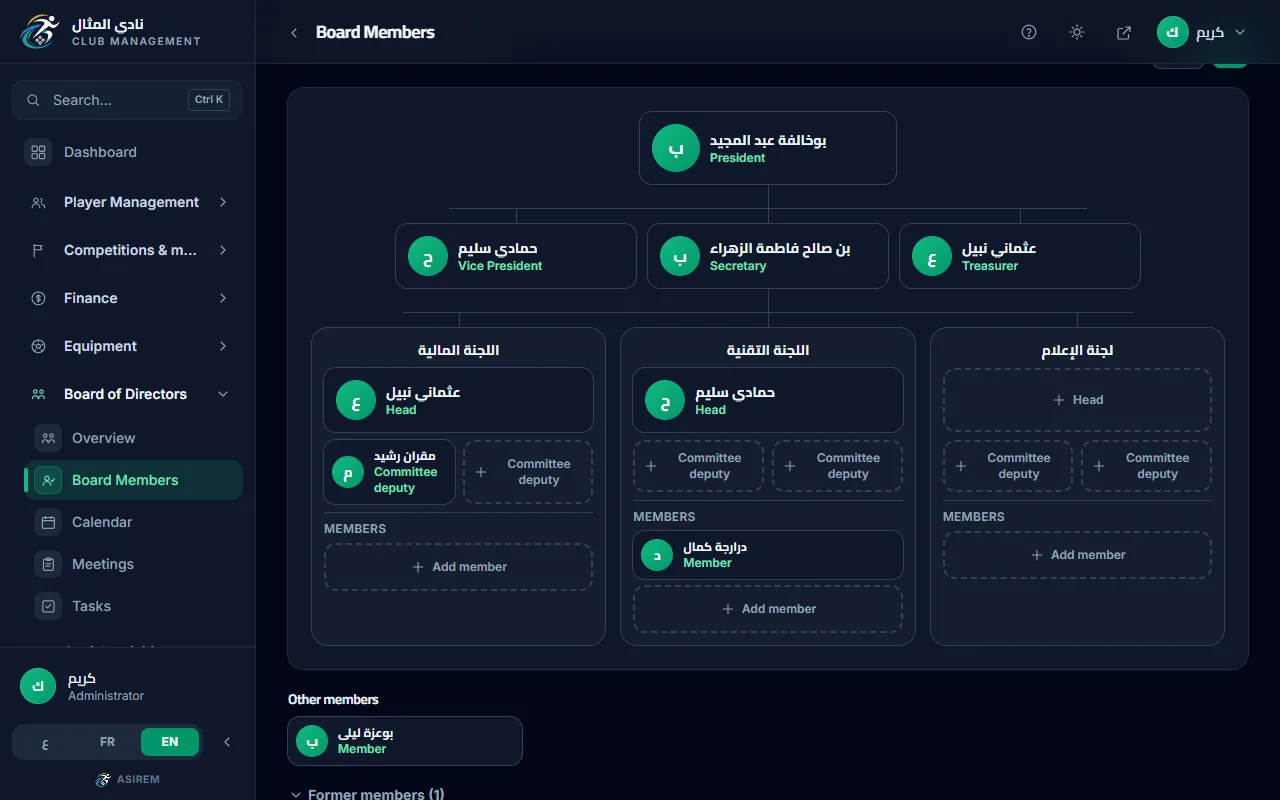 نادي المثال
CLUB MANAGEMENT
Search...
Ctrl K
Dashboard
Player Management
Competitions & m...
Finance
Equipment
Board of Directors
Overview
Board Members
Calendar
Meetings
Tasks
ك
كريم
Administrator
ع
FR
EN
ASIREM
Board Members
ك
كريم
ب
بوخالفة عبد المجيد
President
ح
حمادي سليم
Vice President
ب
بن صالح فاطمة الزهراء
Secretary
ع
عثماني نبيل
Treasurer
اللجنة المالية
ع
عثماني نبيل
Head
م
مقران رشيد
Committee
deputy
Committee
deputy
MEMBERS
Add member
اللجنة التقنية
ح
حمادي سليم
Head
Committee
deputy
Committee
deputy
MEMBERS
د
درارجة كمال
Member
Add member
لجنة الإعلام
Head
Committee
deputy
Committee
deputy
MEMBERS
Add member
Other members
ب
بوعزة ليلى
Member
Former members (1)